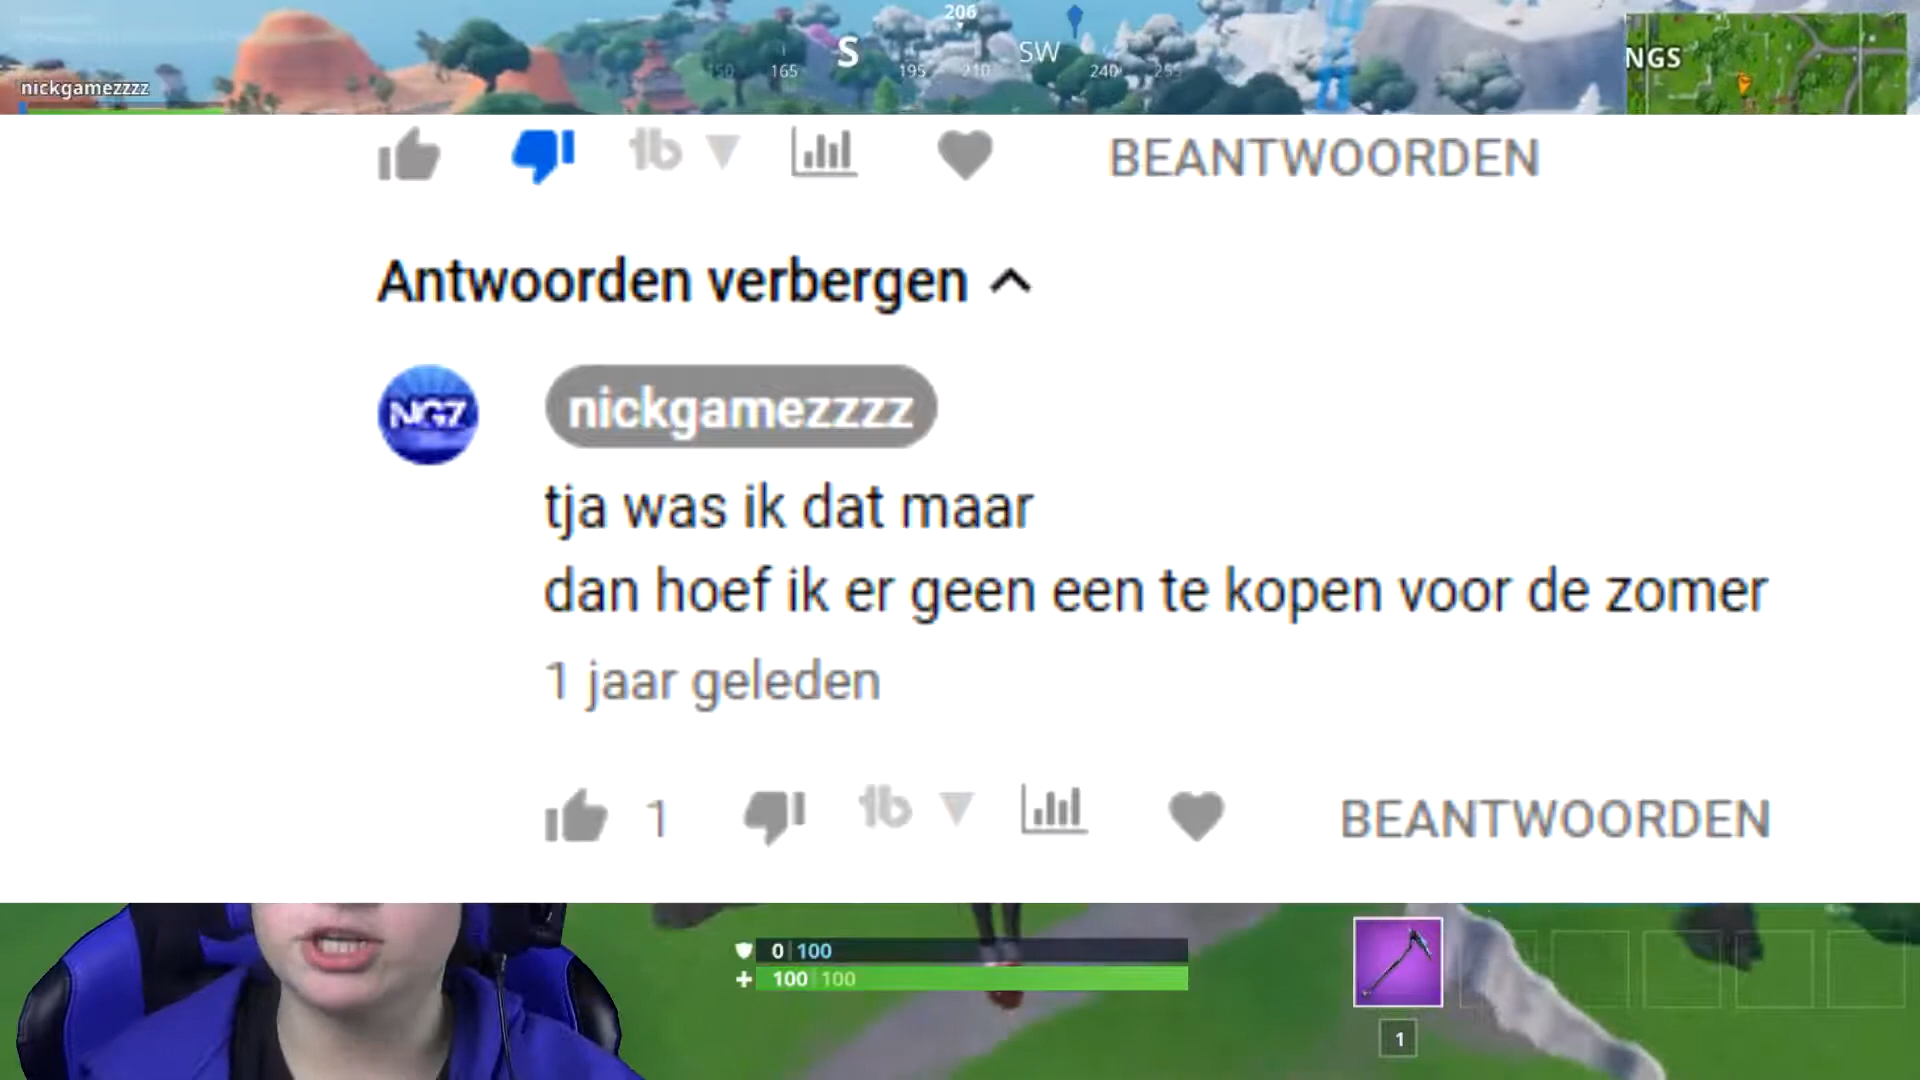 206
S
SW
150 165 195 210 240 255
NGS
nickgamezzzz
BEANTWOORDEN
Antwoorden verbergen
NGZ
nickgamezzzz
tja was ik dat maar
dan hoef ik er geen een te kopen voor de zomer
1 jaar geleden
1
BEANTWOORDEN
0 | 100
100 | 100
1